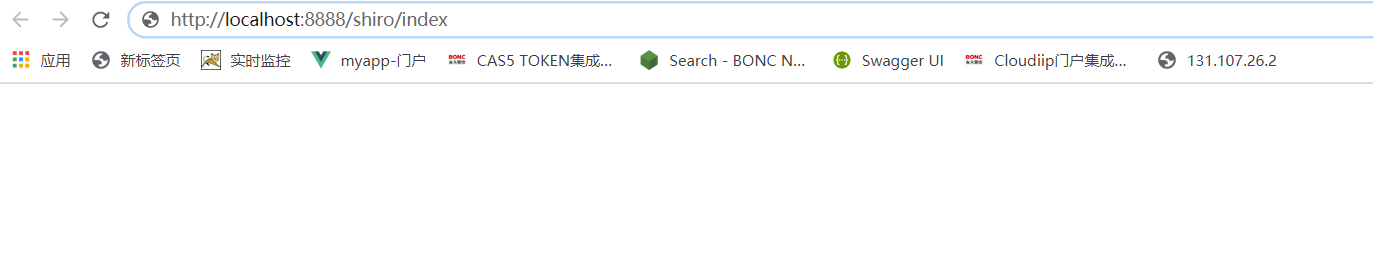 http://localhost:8888/shiro/index
应用 新标签页 实时监控 myapp-门户 BONC CAS5 TOKEN集成... Search - BONC N... Swagger UI BONC Cloudiip门户集成... 131.107.26.2